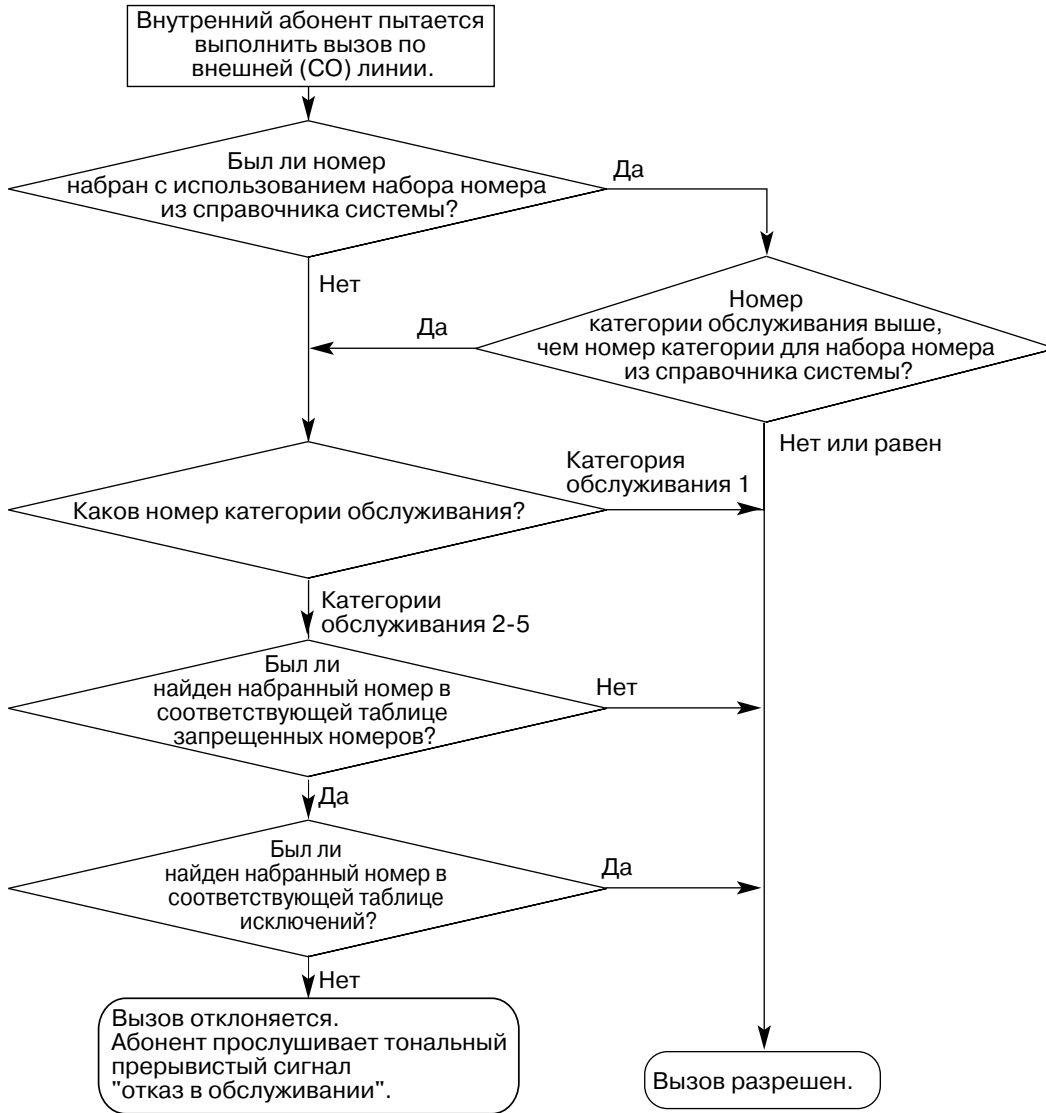 Внутренний абонент пытается
выполнить вызов по
внешней (СО) линии.
Был ли номер
набран с использованием набора номера
из справочника системы?
Да
Нет
Номер
категории обслуживания выше,
чем номер категории для набора номера
из справочника системы?
Да
Нет или равен
Каков номер категории обслуживания?
Категория
обслуживания 1
Категории
обслуживания 2-5
Был ли
найден набранный номер в
соответствующей таблице
запрещенных номеров?
Нет
Да
Был ли
найден набранный номер в
соответствующей таблице
исключений?
Да
Нет
Вызов отклоняется.
Абонент прослушивает тональный
прерывистый сигнал
"отказ в обслуживании".
Вызов разрешен.